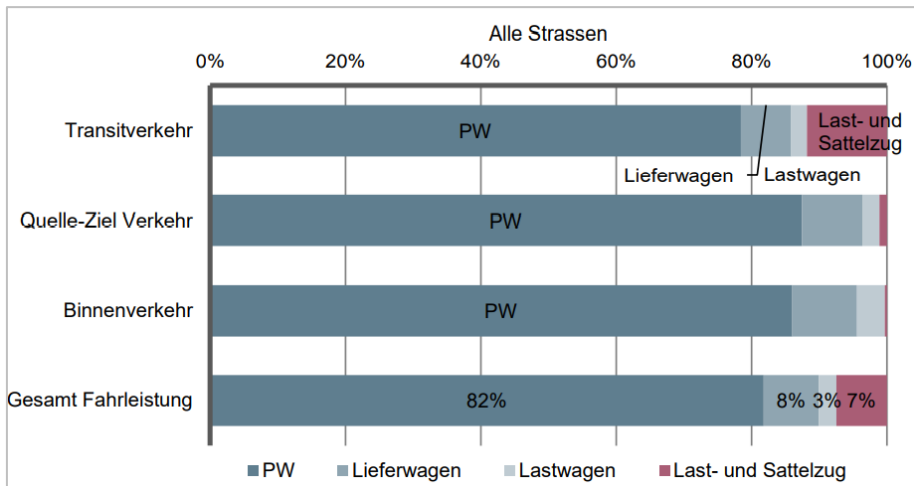 Alle Strassen
0% 20% 40% 60% 80% 100%
Transitverkehr PW Last- und
Sattelzug
Lieferwagen Lastwagen
Quelle-Ziel Verkehr PW
Binnenverkehr PW
Gesamt Fahrleistung 82% 8% 3% 7%
PW Lieferwagen Lastwagen Last- und Sattelzug